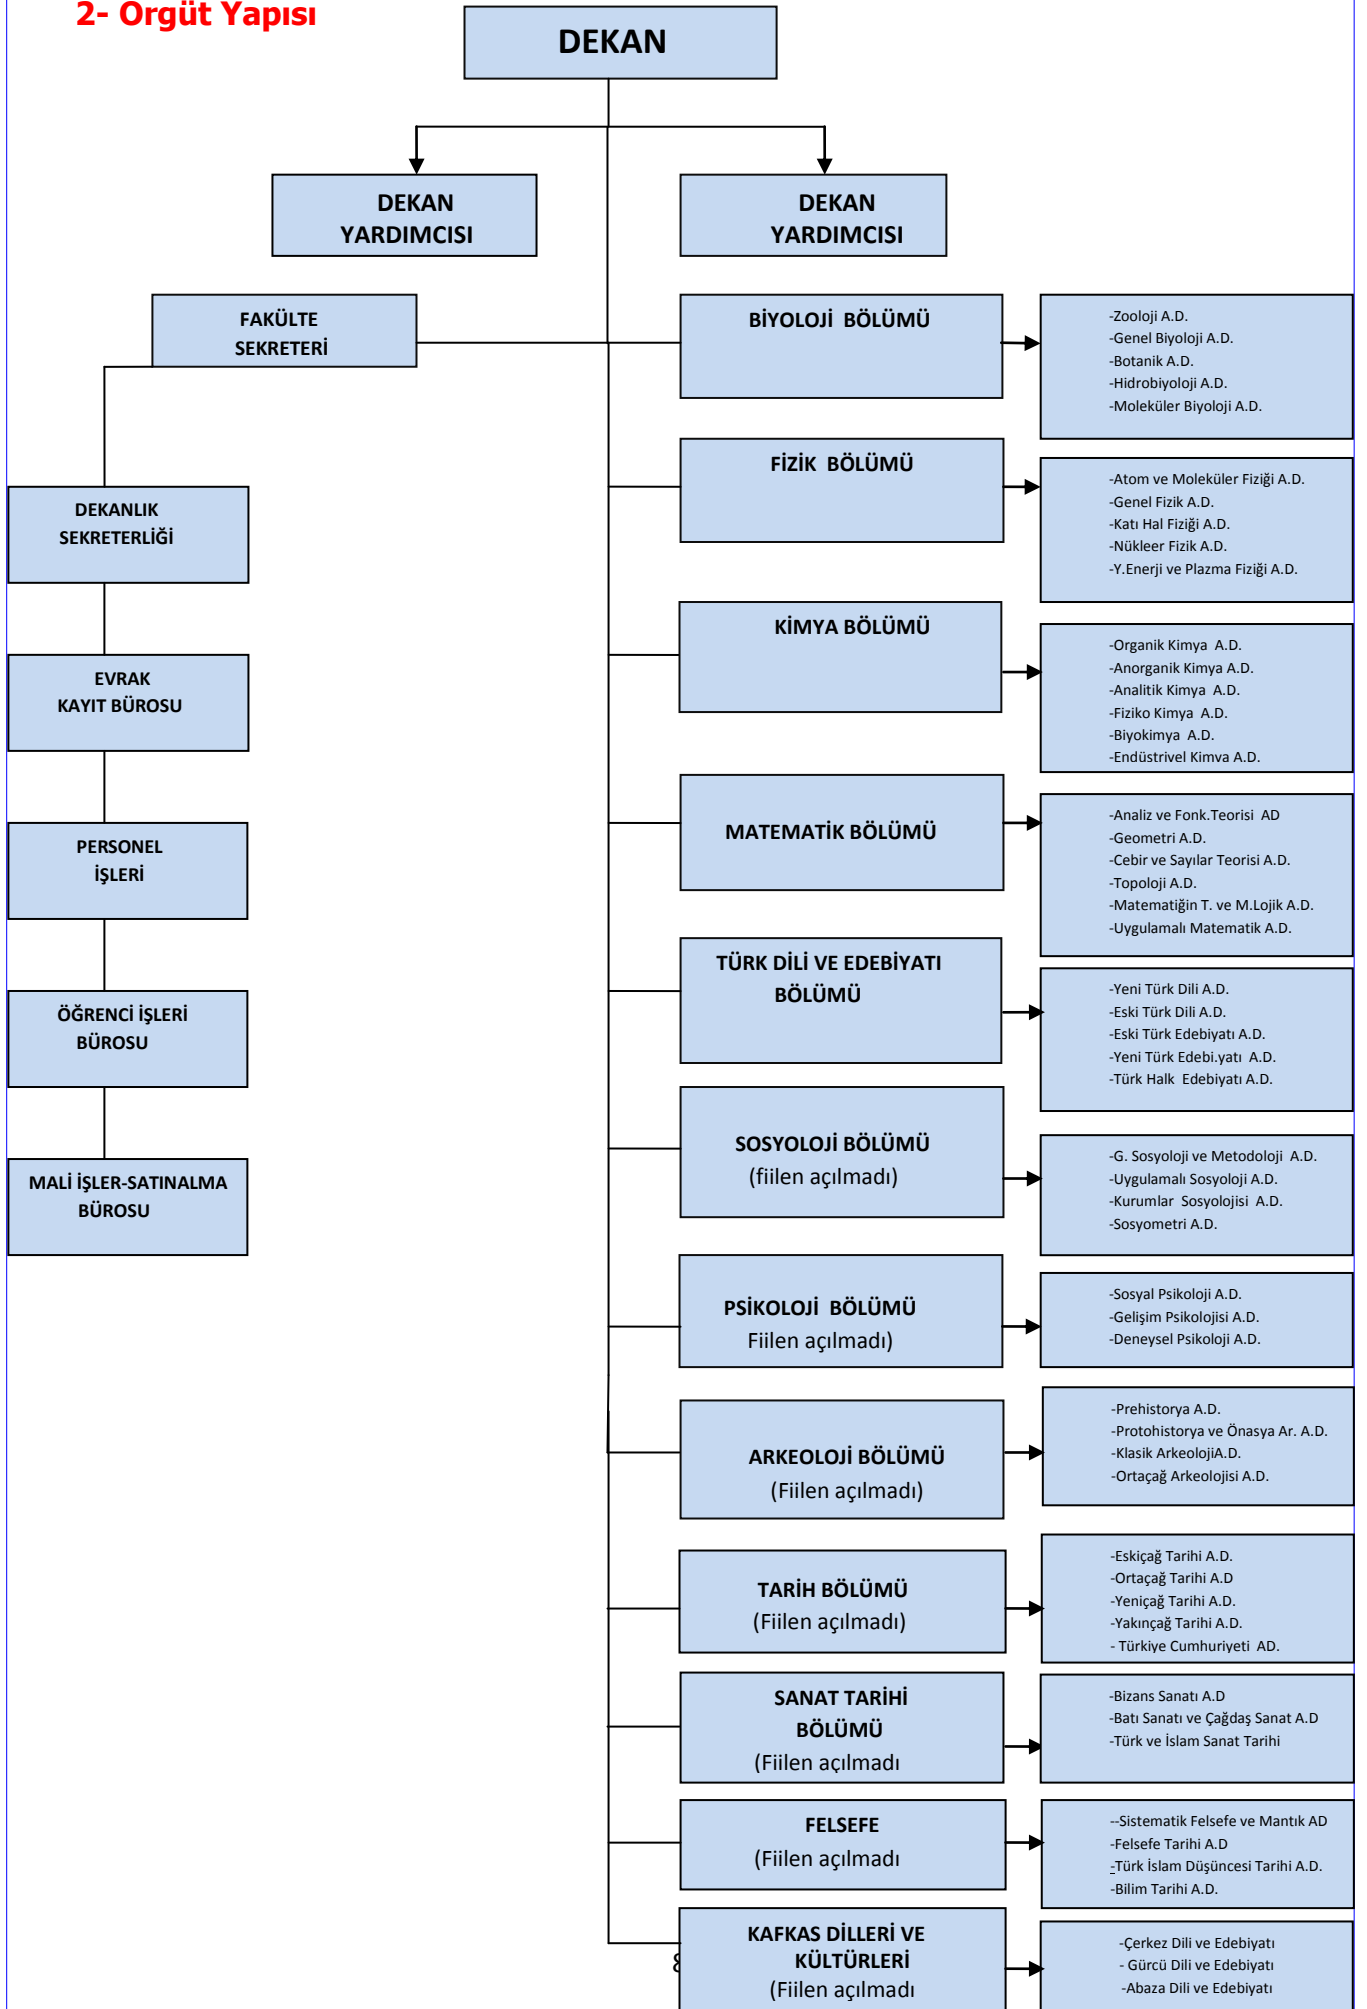 2- Örgüt Yapısı
DEKAN
DEKAN
YARDIMCISI
DEKAN
YARDIMCISI
FAKÜLTE
SEKRETERİ
DEKANLIK
SEKRETERLİĞİ
EVRAK
KAYIT BÜROSU
PERSONEL
İŞLERİ
ÖĞRENCİ İŞLERİ
BÜROSU
MALİ İŞLER-SATINALMA
BÜROSU
BİYOLOJİ BÖLÜMÜ
-Zooloji A.D.
-Genel Biyoloji A.D.
-Botanik A.D.
-Hidrobiyoloji A.D.
-Moleküler Biyoloji A.D.
FİZİK BÖLÜMÜ
-Atom ve Moleküler Fiziği A.D.
-Genel Fizik A.D.
-Katı Hal Fiziği A.D.
-Nükleer Fizik A.D.
-Y.Enerji ve Plazma Fiziği A.D.
KİMYA BÖLÜMÜ
-Organik Kimya A.D.
-Anorganik Kimya A.D.
-Analitik Kimya A.D.
-Fiziko Kimya A.D.
-Biyokimya A.D.
-Endüstriyel Kimya A.D.
MATEMATİK BÖLÜMÜ
-Analiz ve Fonk.Teorisi AD
-Geometri A.D.
-Cebir ve Sayılar Teorisi A.D.
-Topoloji A.D.
-Matematiğin T. ve M.Lojik A.D.
-Uygulamalı Matematik A.D.
TÜRK DİLİ VE EDEBİYATI
BÖLÜMÜ
-Yeni Türk Dili A.D.
-Eski Türk Dili A.D.
-Eski Türk Edebiyatı A.D.
-Yeni Türk Edebi.yatı A.D.
-Türk Halk Edebiyatı A.D.
SOSYOLOJİ BÖLÜMÜ
(fiilen açılmadı)
-G. Sosyoloji ve Metodoloji A.D.
-Uygulamalı Sosyoloji A.D.
-Kurumlar Sosyolojisi A.D.
-Sosyometri A.D.
PSİKOLOJİ BÖLÜMÜ
Fiilen açılmadı)
-Sosyal Psikoloji A.D.
-Gelişim Psikolojisi A.D.
-Deneysel Psikoloji A.D.
ARKEOLOJİ BÖLÜMÜ
(Fiilen açılmadı)
-Prehistorya A.D.
-Protohistorya ve Önasya Ar. A.D.
-Klasik ArkeolojiA.D.
-Ortaçağ Arkeolojisi A.D.
TARİH BÖLÜMÜ
(Fiilen açılmadı)
-Eskiçağ Tarihi A.D.
-Ortaçağ Tarihi A.D
-Yeniçağ Tarihi A.D.
-Yakınçağ Tarihi A.D.
- Türkiye Cumhuriyeti AD.
SANAT TARİHİ
BÖLÜMÜ
(Fiilen açılmadı
-Bizans Sanatı A.D
-Batı Sanatı ve Çağdaş Sanat A.D
-Türk ve İslam Sanat Tarihi
FELSEFE
(Fiilen açılmadı
--Sistematik Felsefe ve Mantık AD
-Felsefe Tarihi A.D
-Türk İslam Düşüncesi Tarihi A.D.
-Bilim Tarihi A.D.
KAFKAS DİLLERİ VE
KÜLTÜRLERİ
(Fiilen açılmadı
-Çerkez Dili ve Edebiyatı
- Gürcü Dili ve Edebiyatı
-Abaza Dili ve Edebiyatı